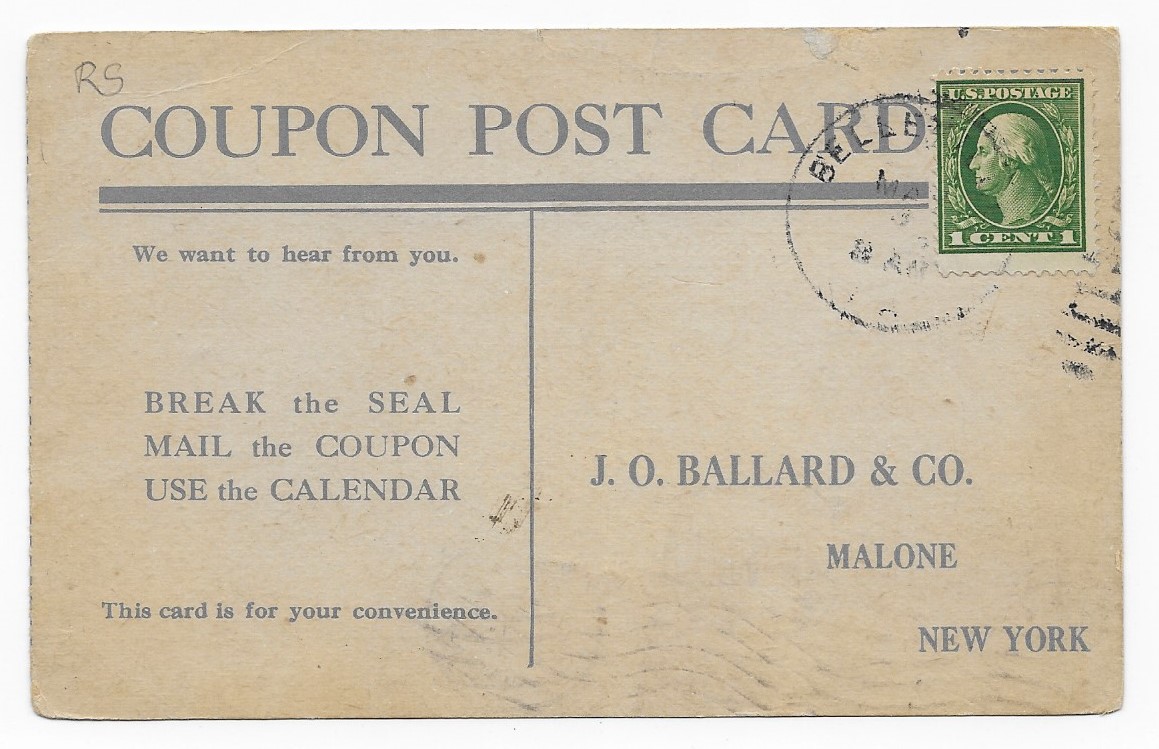 RS
COUPON POST CARD
U.S. POSTAGE
1 CENT 1
We want to hear from you.
BREAK the SEAL
MAIL the COUPON
USE the CALENDAR
This card is for your convenience.
J. O. BALLARD & CO.
MALONE
NEW YORK